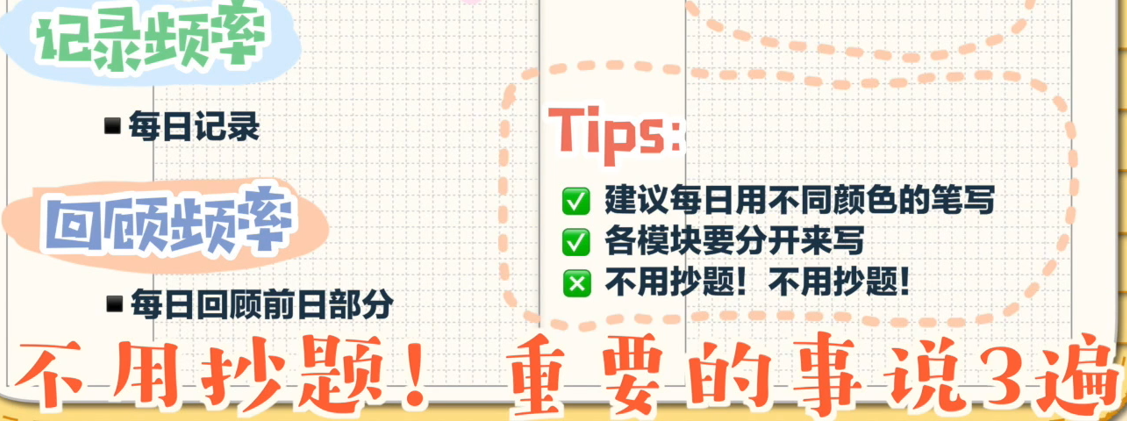 记录频率
▪每日记录
回顾频率
▪每日回顾前日部分
Tips:
✅ 建议每日用不同颜色的笔写
✅ 各模块要分开来写
❎ 不用抄题！不用抄题！
不用抄题！重要的事说3遍